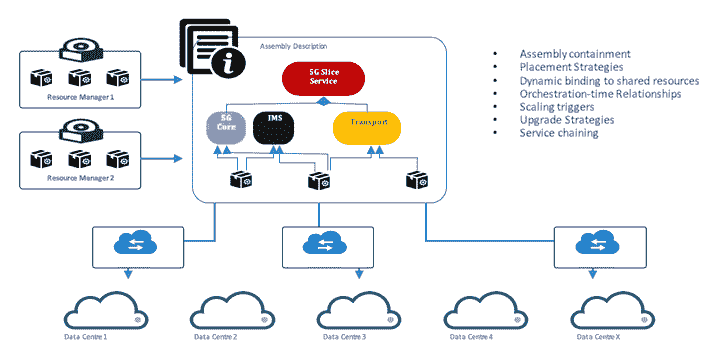 Assembly Description
5G Slice
Service
5G
Core
IMS
Transport
Resource Manager 1
Resource Manager 2
• Assembly containment
• Placement Strategies
• Dynamic binding to shared resources
• Orchestration-time Relationships
• Scaling triggers
• Upgrade Strategies
• Service chaining
Data Centre 1
Data Centre 2
Data Centre 3
Data Centre 4
Data Centre X